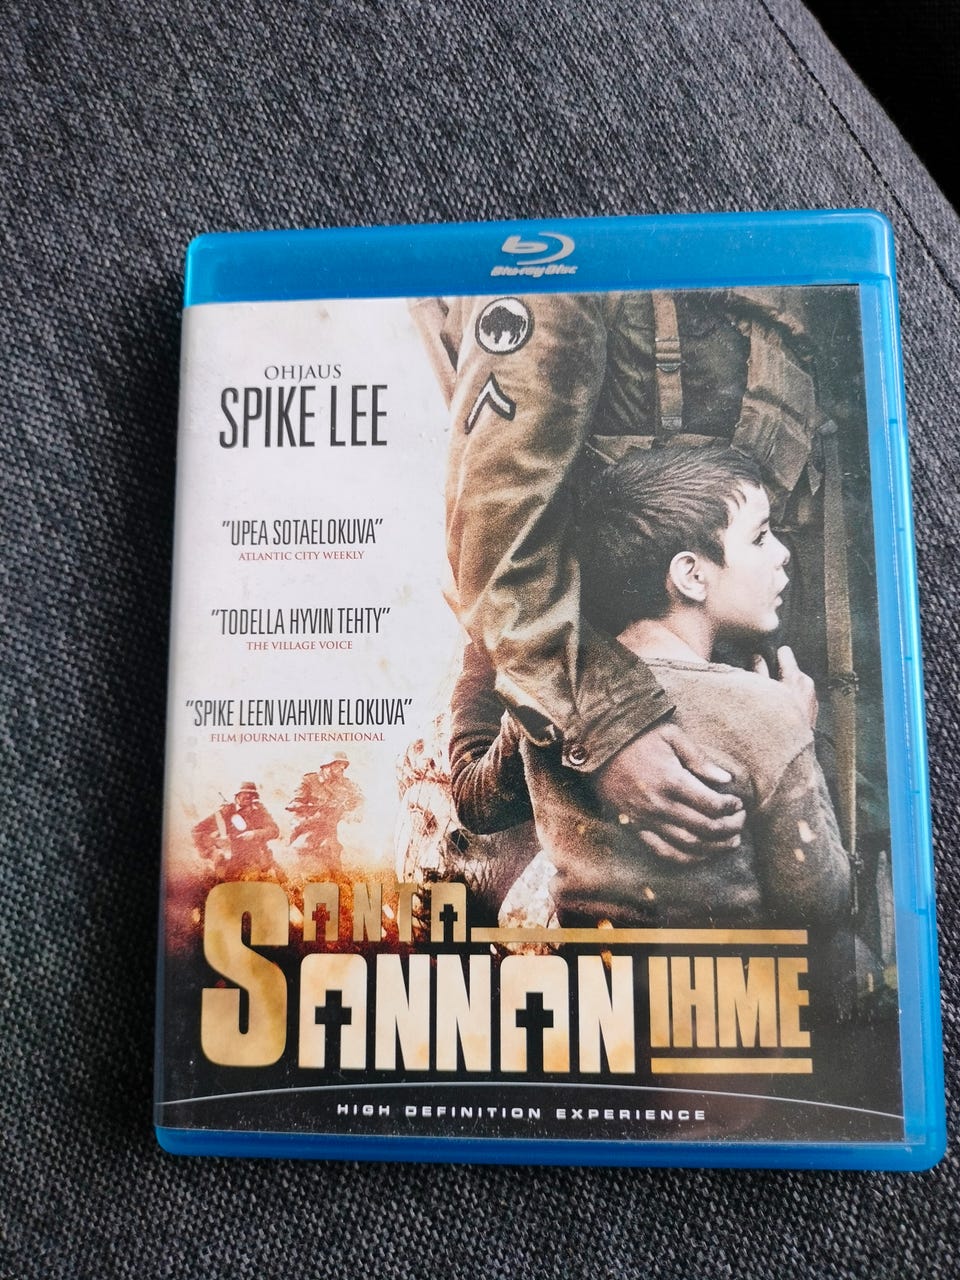 Blu-ray Disc
OHJAUS
SPIKE LEE
"UPEA SOTAELOKUVA"
ATLANTIC CITY WEEKLY
"TODELLA HYVIN TEHTY"
THE VILLAGE VOICE
"SPIKE LEEN VAHVIN ELOKUVA"
FILM JOURNAL INTERNATIONAL
SANTA
SANNAN IHME
HIGH DEFINITION EXPERIENCE